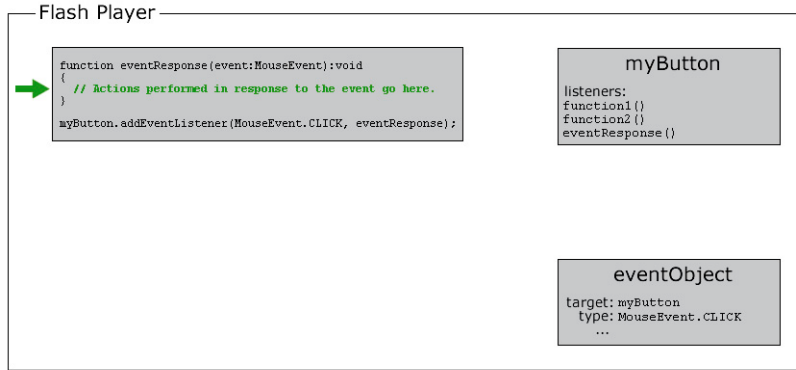 Flash Player
function eventResponse(event:MouseEvent):void
{
// Actions performed in response to the event go here.
}
myButton.addEventListener(MouseEvent.CLICK, eventResponse);
myButton
listeners:
function1()
function2()
eventResponse()
eventObject
target: myButton
type: MouseEvent.CLICK
...